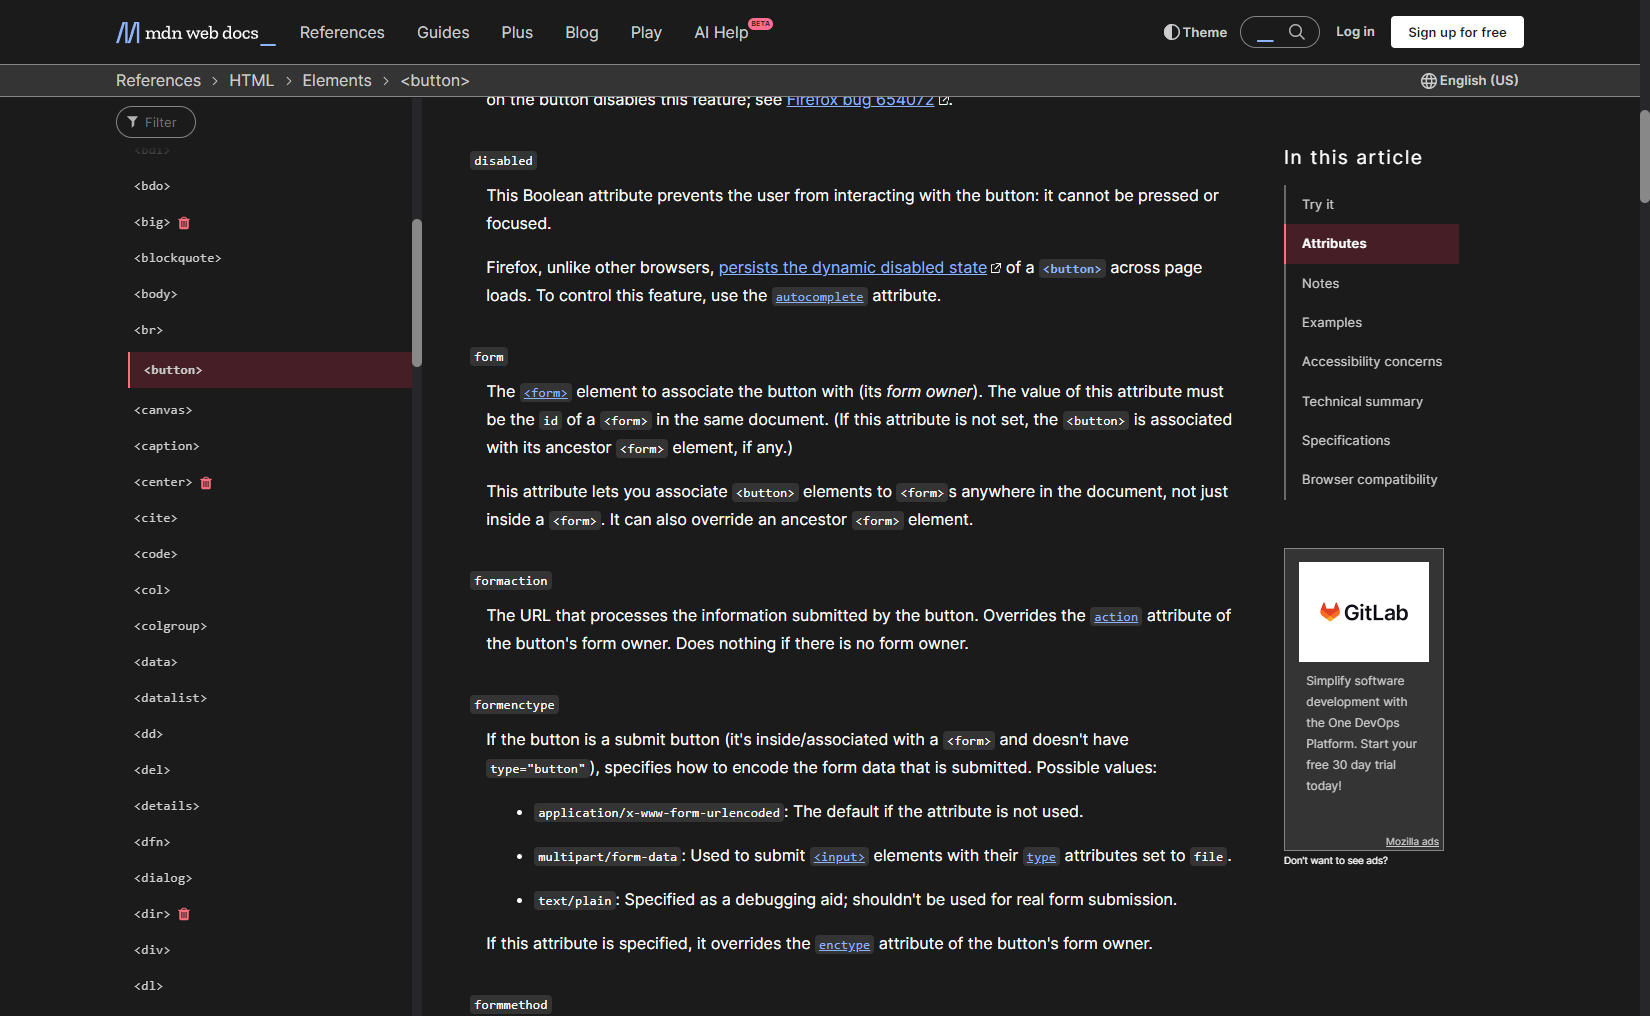 mdn web docs_
References
Guides
Plus
Blog
Play
AI Help
BETA
Theme
Log in
Sign up for free
References > HTML > Elements > <button>
English (US)
Filter
<bdi>
<bdo>
<big>
<blockquote>
<body>
<br>
<button>
<canvas>
<caption>
<center>
<cite>
<code>
<col>
<colgroup>
<data>
<datalist>
<dd>
<del>
<details>
<dfn>
<dialog>
<dir>
<div>
<dl>
on the button disables this feature; see Firefox bug 654072.
disabled
This Boolean attribute prevents the user from interacting with the button: it cannot be pressed or
focused.
Firefox, unlike other browsers, persists the dynamic disabled state of a <button> across page
loads. To control this feature, use the autocomplete attribute.
form
The <form> element to associate the button with (its form owner). The value of this attribute must
be the id of a <form> in the same document. (If this attribute is not set, the <button> is associated
with its ancestor <form> element, if any.)
This attribute lets you associate <button> elements to <form>s anywhere in the document, not just
inside a <form>. It can also override an ancestor <form> element.
formaction
The URL that processes the information submitted by the button. Overrides the action attribute of
the button's form owner. Does nothing if there is no form owner.
formenctype
If the button is a submit button (it's inside/associated with a <form> and doesn't have
type="button"), specifies how to encode the form data that is submitted. Possible values:
• application/x-www-form-urlencoded: The default if the attribute is not used.
• multipart/form-data: Used to submit <input> elements with their type attributes set to file.
• text/plain: Specified as a debugging aid; shouldn't be used for real form submission.
If this attribute is specified, it overrides the enctype attribute of the button's form owner.
formmethod
In this article
Try it
Attributes
Notes
Examples
Accessibility concerns
Technical summary
Specifications
Browser compatibility
GitLab
Simplify software
development with
the One DevOps
Platform. Start your
free 30 day trial
today!
Mozilla ads
Don't want to see ads?